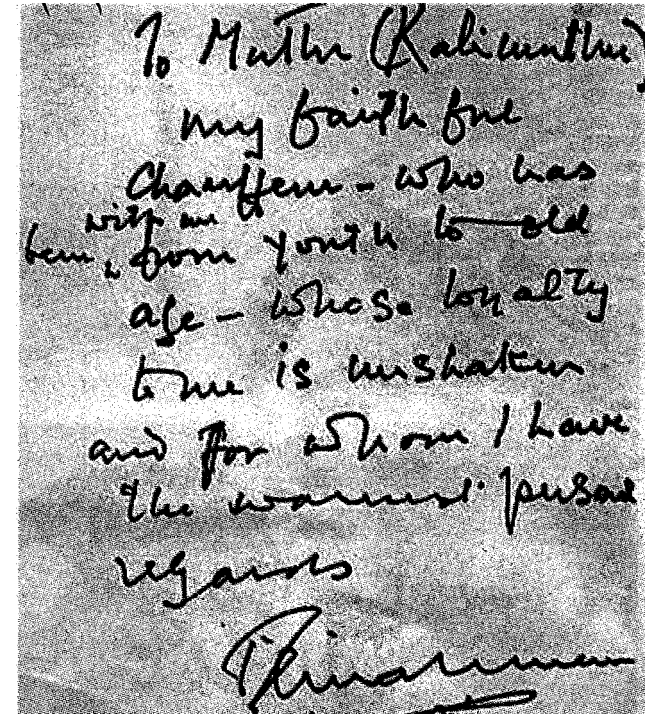 To Muthu (Kalimuthu)
my faithful
Chauffeur - who has
been, with me
from youth to old
age - whose loyalty
to me is unshaken
and for whom I have
the warmest personal
regards